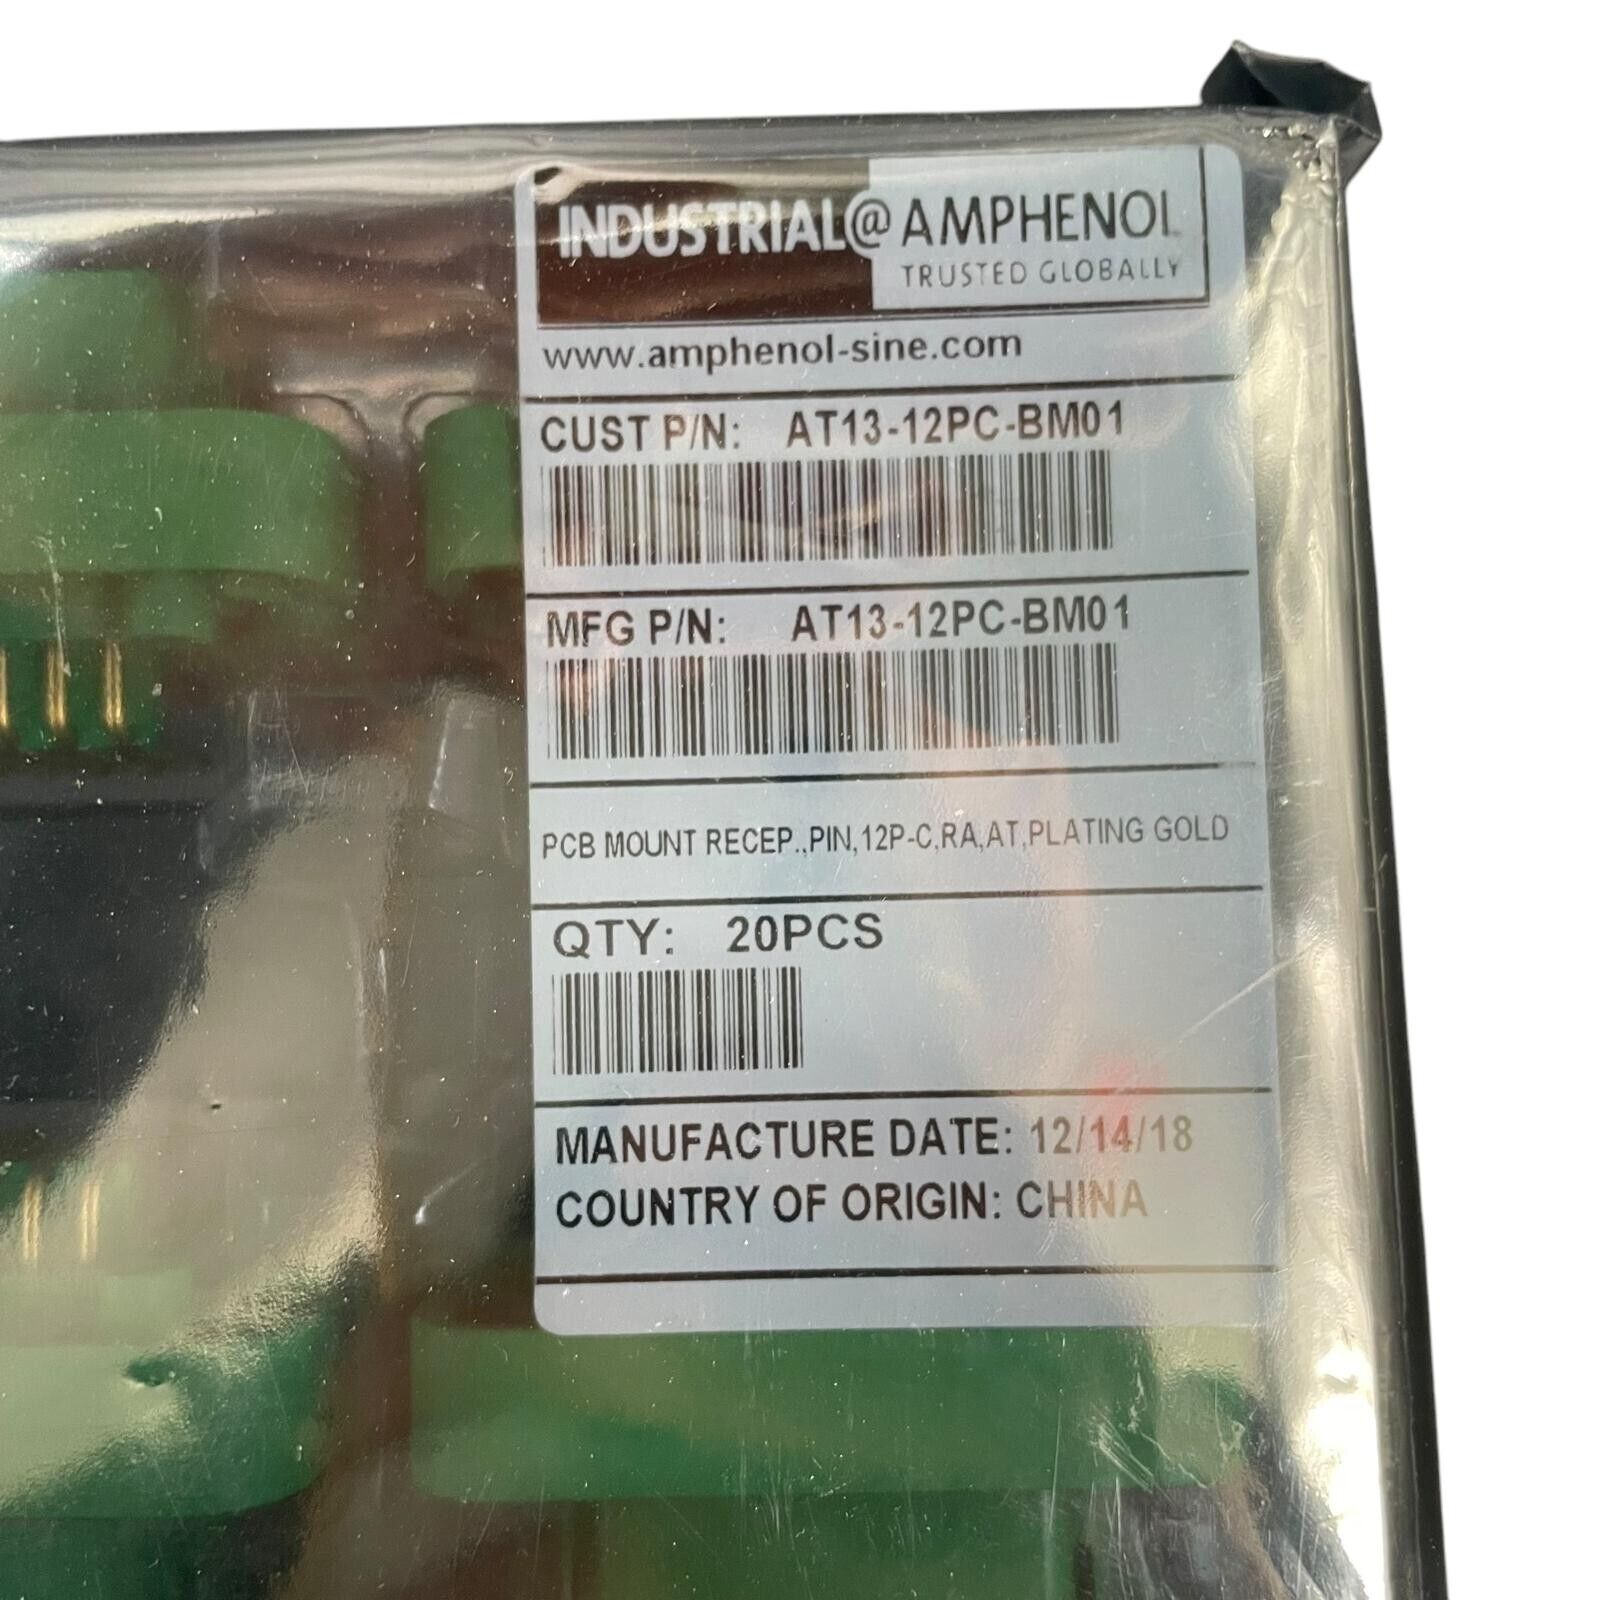 INDUSTRIAL@AMPHENOL
TRUSTED GLOBALLY
www.amphenol-sine.com
CUST P/N: AT13-12PC-BM01
MFG P/N: AT13-12PC-BM01
PCB MOUNT RECEP.,PIN,12P-C,RA,AT,PLATING GOLD
QTY: 20PCS
MANUFACTURE DATE: 12/14/18
COUNTRY OF ORIGIN: CHINA